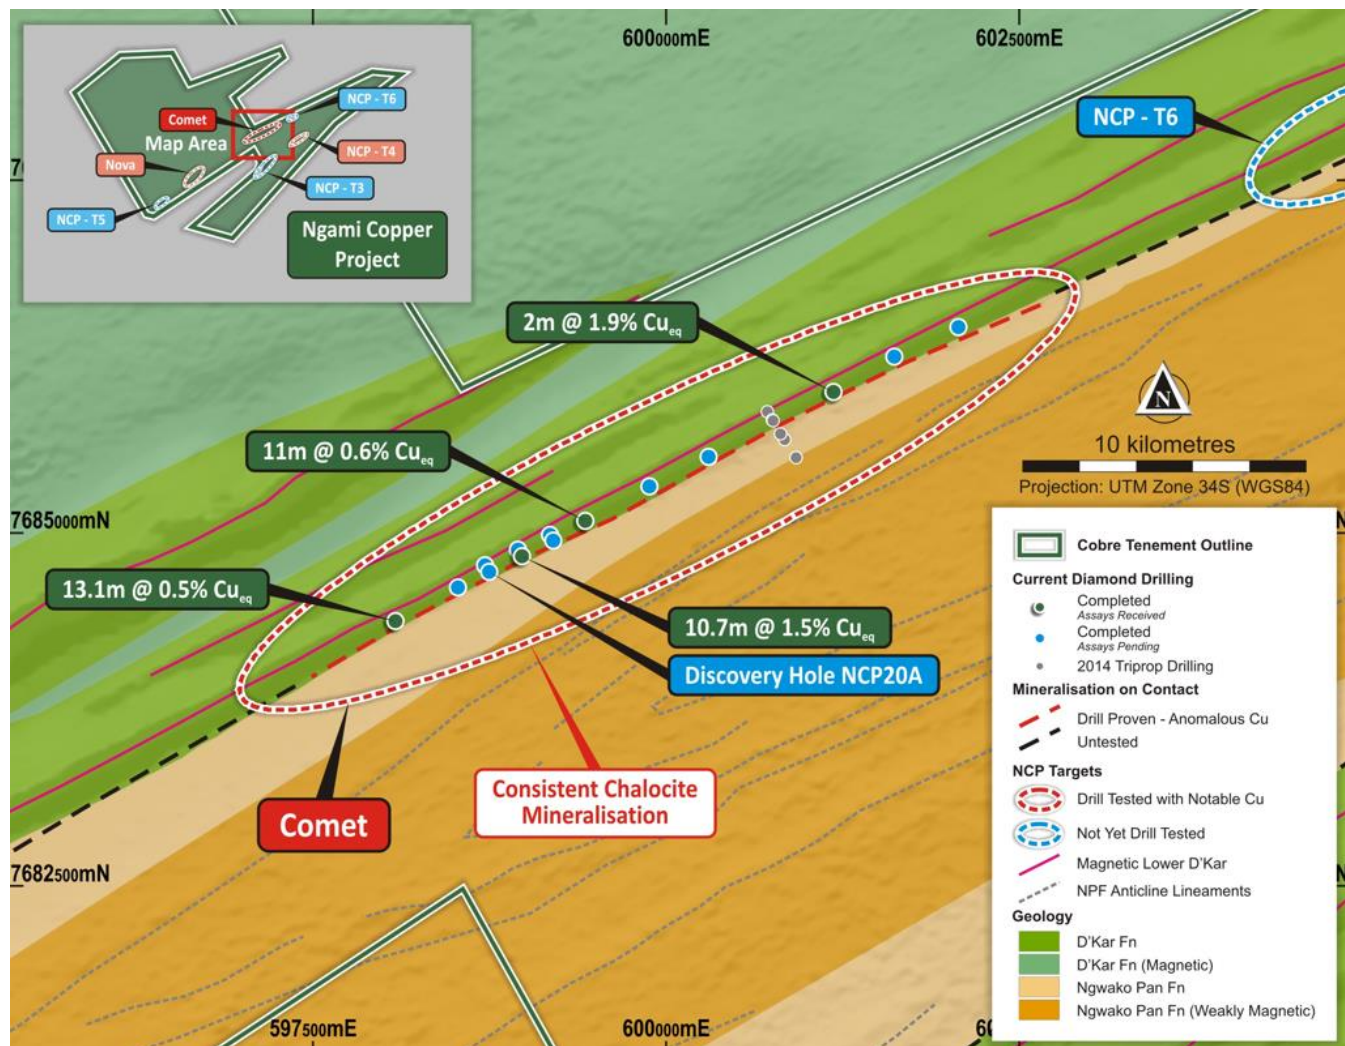 600000mE
602500mE
NCP - T6
Comet
Map Area
NCP - T4
Nova
NCP - T3
NCP - T5
Ngami Copper
Project
NCP - T6
2m @ 1.9% Cueq
11m @ 0.6% Cueq
N
10 kilometres
Projection: UTM Zone 34S (WGS84)
7685000mN
13.1m @ 0.5% Cueq
10.7m @ 1.5% Cueq
Discovery Hole NCP20A
Consistent Chalocite
Mineralisation
Comet
7682500mN
597500mE
600000mE
Cobre Tenement Outline
Current Diamond Drilling
Completed
Assays Received
Completed
Assays Pending
2014 Triprop Drilling
Mineralisation on Contact
Drill Proven - Anomalous Cu
Untested
NCP Targets
Drill Tested with Notable Cu
Not Yet Drill Tested
Magnetic Lower D'Kar
NPF Anticline Lineaments
Geology
D'Kar Fn
D'Kar Fn (Magnetic)
Ngwako Pan Fn
Ngwako Pan Fn (Weakly Magnetic)